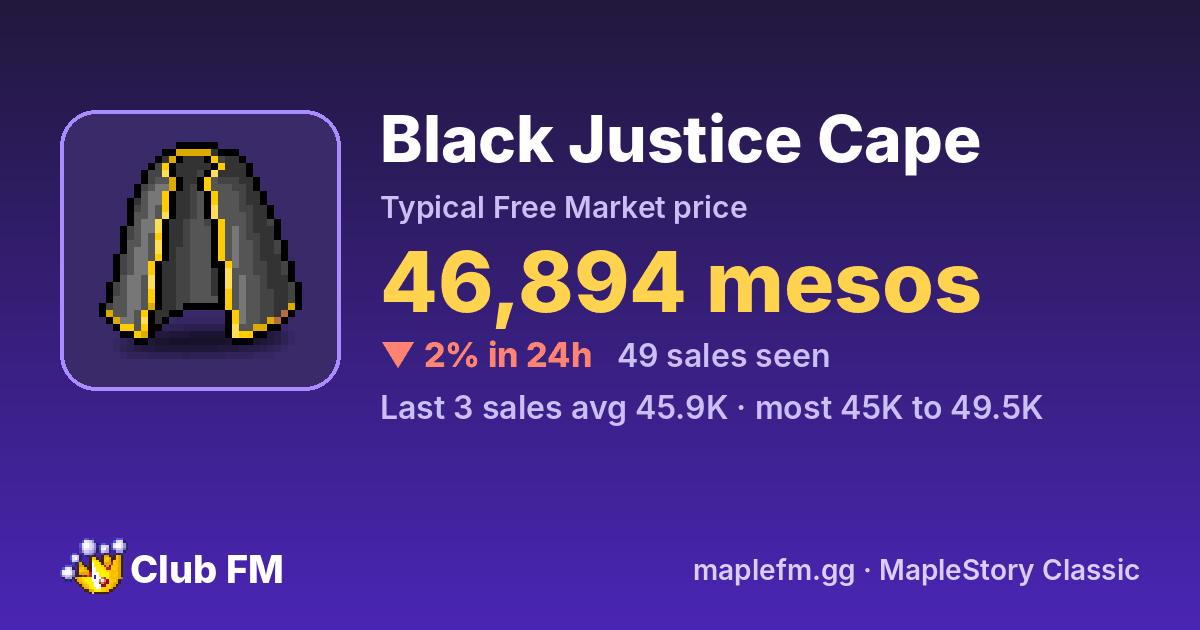 Black Justice Cape
Typical Free Market price
46,894 mesos
▼ 2% in 24h 49 sales seen
Last 3 sales avg 45.9K · most 45K to 49.5K
Club FM
maplefm.gg · MapleStory Classic